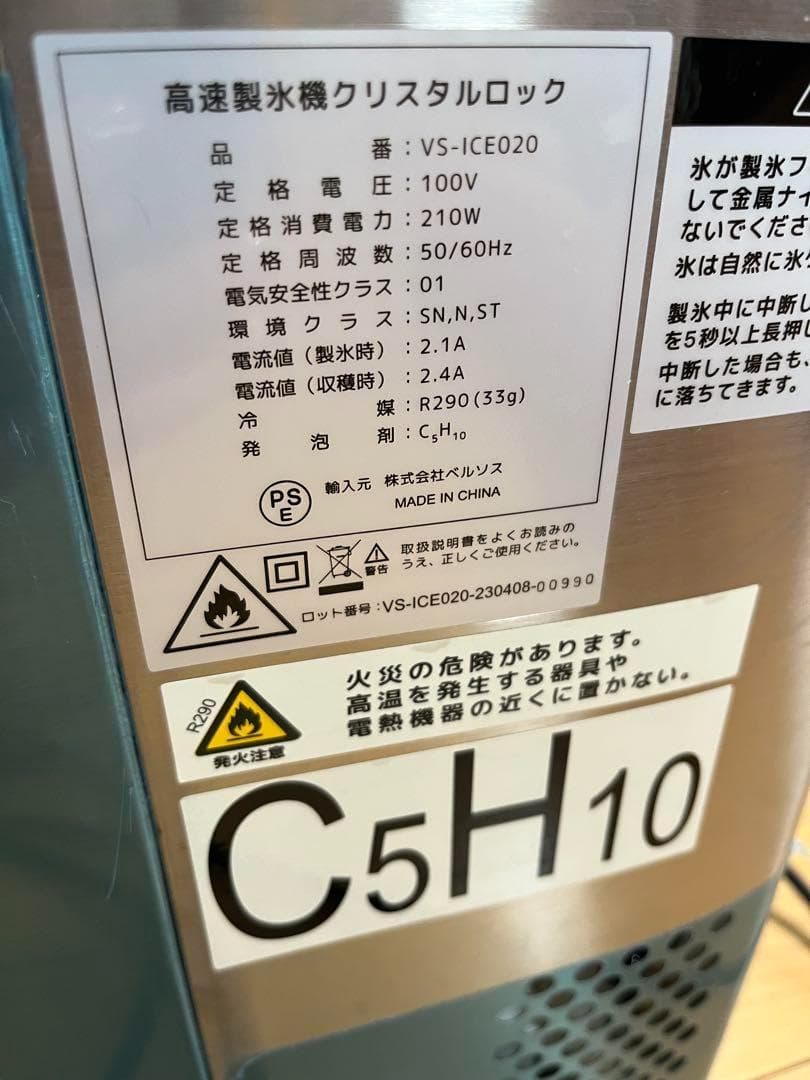 高速製氷機クリスタルロック
品番：VS-ICE020
定格電圧：100V
定格消費電力：210W
定格周波数：50/60Hz
電気安全性クラス：01
環境クラス：SN,N,ST
電流値（製氷時）：2.1A
電流値（収穫時）：2.4A
冷媒：R290(33g)
発泡剤：C₅H₁₀
PSE
輸入元 株式会社ベルソス
MADE IN CHINA
警告
取扱説明書をよくお読みの
うえ、正しくご使用ください。
ロット番号：VS-ICE020-230408-00990
氷が製氷フ
して金属ナイ
ないでくださ
氷は自然に氷
製氷中に中断し
を5秒以上長押し
中断した場合も、
に落ちてきます。
R290
発火注意
火災の危険があります。
高温を発生する器具や
電熱機器の近くに置かない。
C5H10